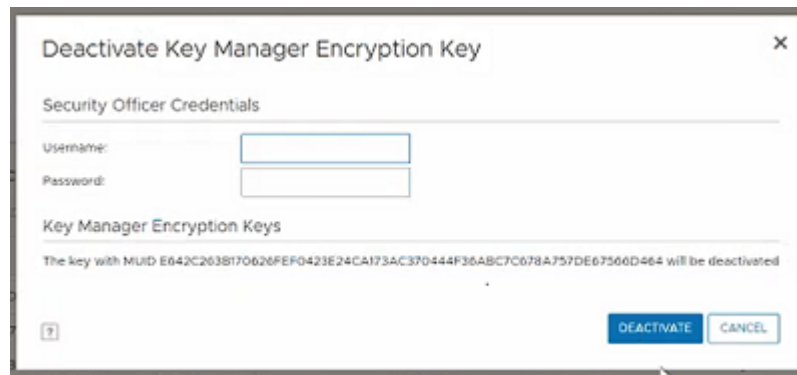 Deactivate Key Manager Encryption Key
Security Officer Credentials
Username:
Password:
Key Manager Encryption Keys
The key with MUID E642C263B170626FEF0423E24CA173AC370444F36ABC7C678A757DE67566D464 will be deactivated
?
DEACTIVATE CANCEL